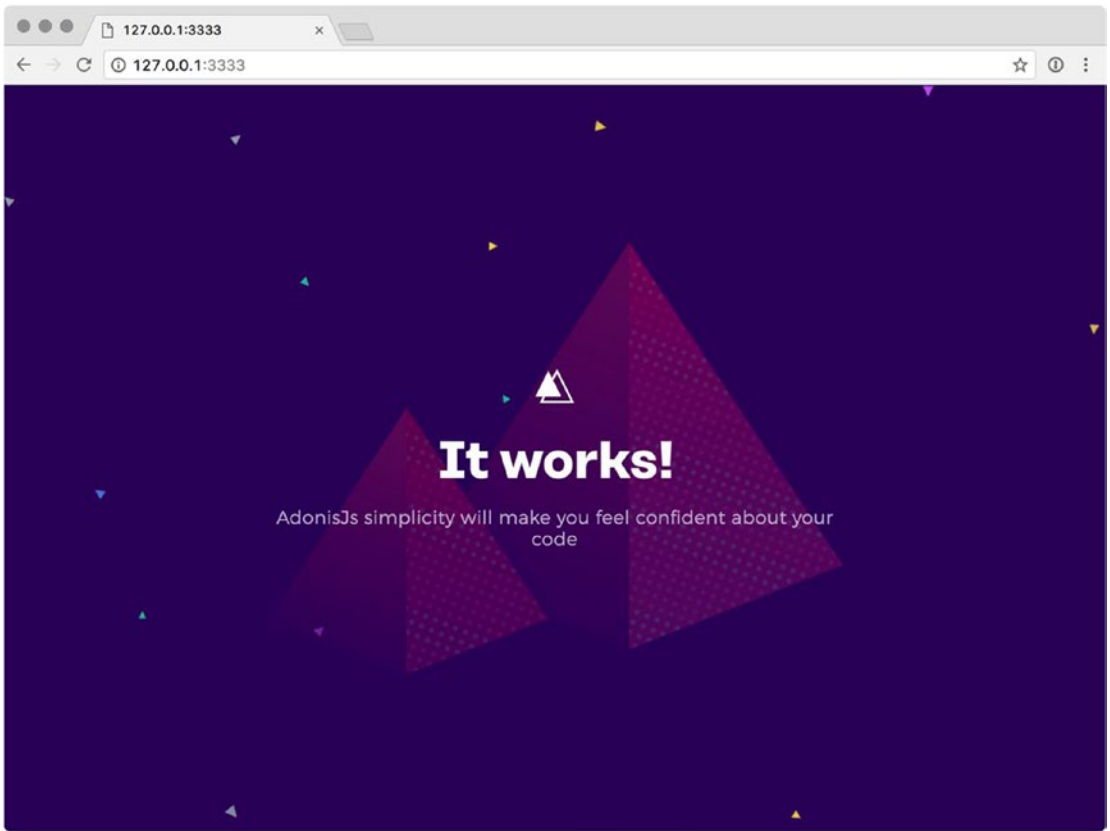 127.0.0.1:3333
127.0.0.1:3333
It works!
AdonisJs simplicity will make you feel confident about your
code